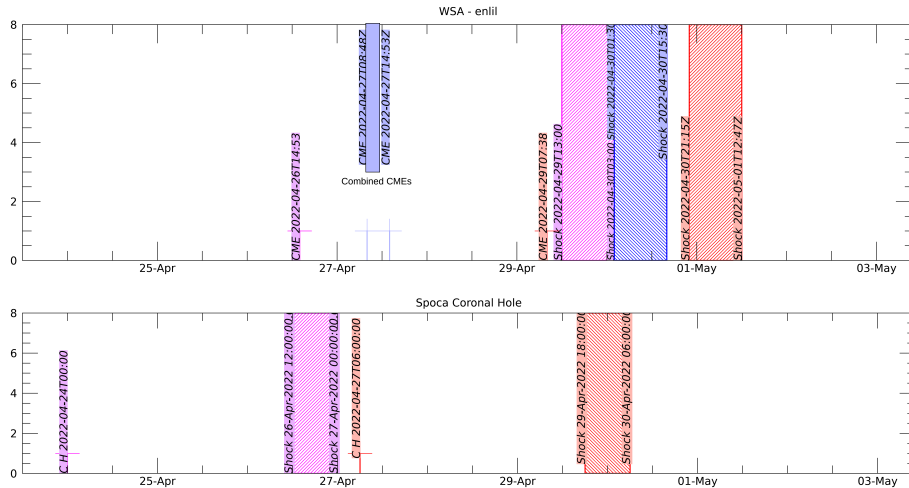 WSA - enlil
8
6
4
2
0
CME 2022-04-26T14:53
CME 2022-04-27T08:48Z
CME 2022-04-27T14:53Z
Combined CMEs
CME 2022-04-29T07:38
Shock 2022-04-29T13:00
Shock 2022-04-30T03:00
Shock 2022-04-30T01:30
Shock 2022-04-30T15:30
Shock 2022-04-30T21:15Z
Shock 2022-05-01T12:47Z
25-Apr
27-Apr
29-Apr
01-May
03-May
Spoca Coronal Hole
8
6
4
2
0
C H 2022-04-24T00:00
Shock 26-Apr-2022 12:00:00
Shock 27-Apr-2022 00:00:00
C H 2022-04-27T06:00:00
Shock 29-Apr-2022 18:00:00
Shock 30-Apr-2022 06:00:00
25-Apr
27-Apr
29-Apr
01-May
03-May